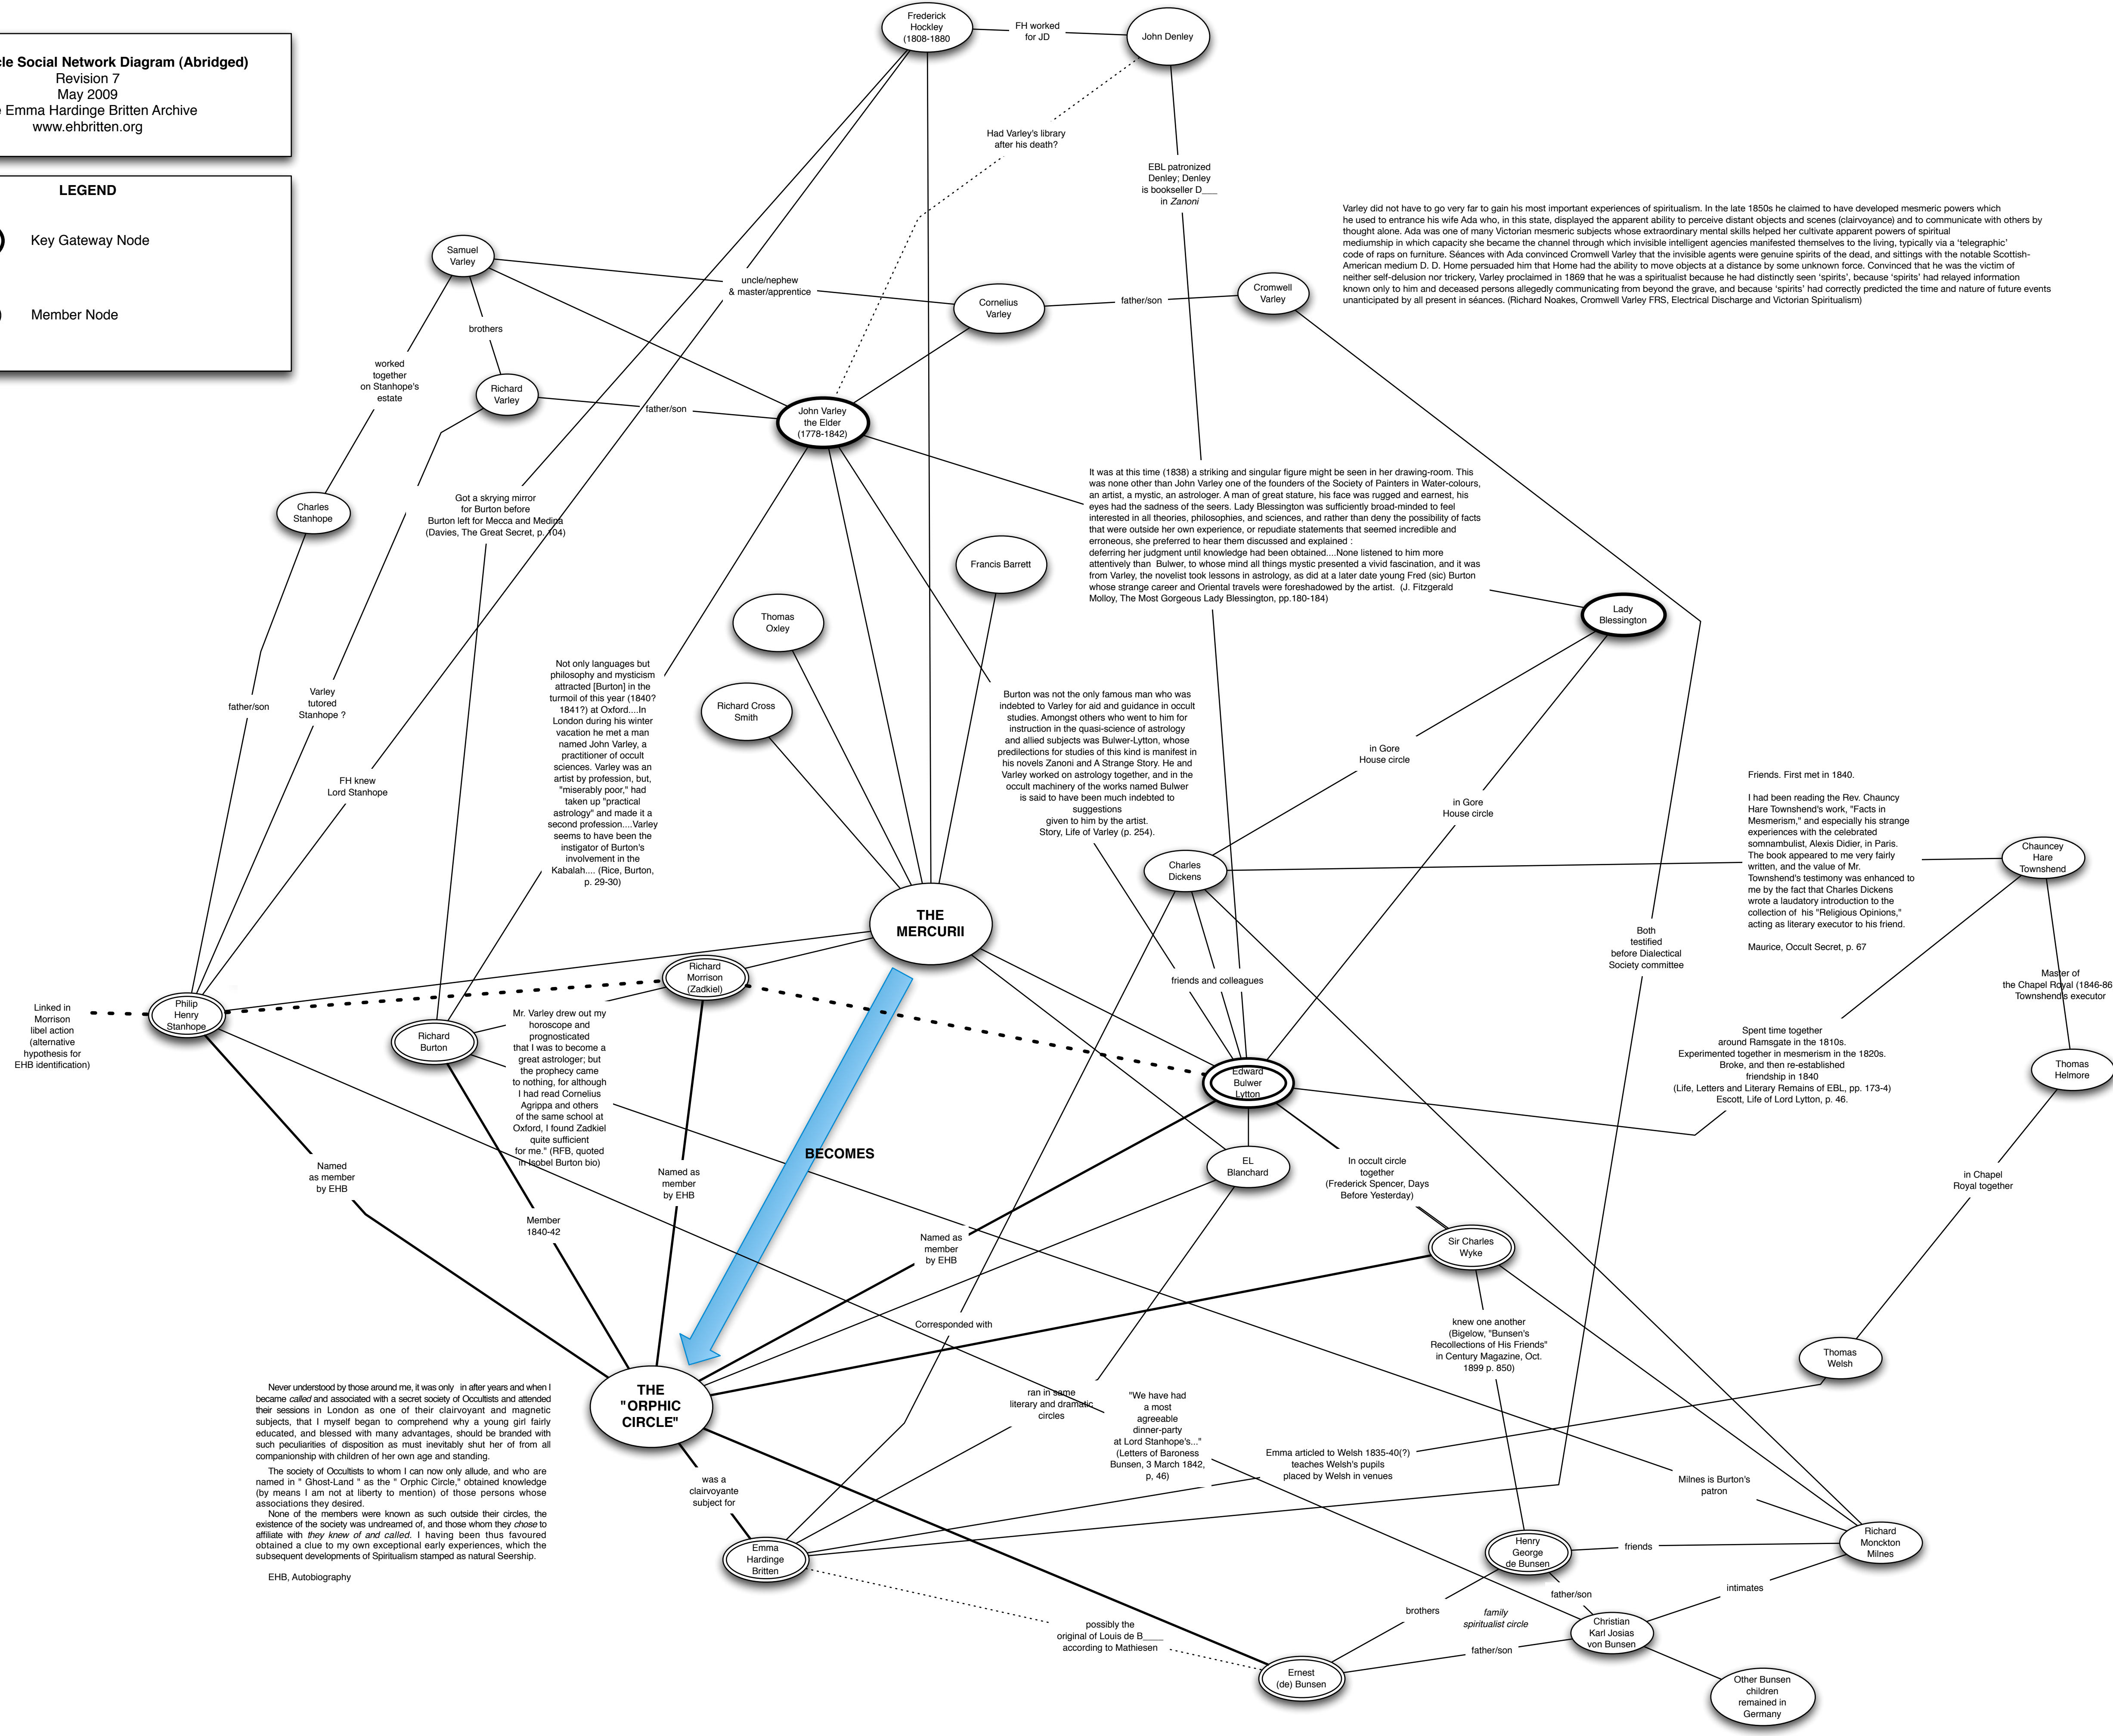 cle Social Network Diagram (Abridged)
Revision 7
May 2009
e Emma Hardinge Britten Archive
www.ehbritten.org
LEGEND
Key Gateway Node
Member Node
Frederick
Hockley
(1808-1880
FH worked
for JD
John Denley
Had Varley's library
after his death?
EBL patronized
Denley; Denley
is bookseller D___
in Zanoni
Varley did not have to go very far to gain his most important experiences of spiritualism. In the late 1850s he claimed to have developed mesmeric powers which
he used to entrance his wife Ada who, in this state, displayed the apparent ability to perceive distant objects and scenes (clairvoyance) and to communicate with others by
thought alone. Ada was one of many Victorian mesmeric subjects whose extraordinary mental skills helped her cultivate apparent powers of spiritual
mediumship in which capacity she became the channel through which invisible intelligent agencies manifested themselves to the living, typically via a 'telegraphic'
code of raps on furniture. Séances with Ada convinced Cromwell Varley that the invisible agents were genuine spirits of the dead, and sittings with the notable Scottish-
American medium D. D. Home persuaded him that Home had the ability to move objects at a distance by some unknown force. Convinced that he was the victim of
neither self-delusion nor trickery, Varley proclaimed in 1869 that he was a spiritualist because he had distinctly seen 'spirits', because 'spirits' had relayed information
known only to him and deceased persons allegedly communicating from beyond the grave, and because 'spirits' had correctly predicted the time and nature of future events
unanticipated by all present in séances. (Richard Noakes, Cromwell Varley FRS, Electrical Discharge and Victorian Spiritualism)
Samuel
Varley
uncle/nephew
& master/apprentice
Cornelius
Varley
father/son
Cromwell
Varley
brothers
worked
together
on Stanhope's
estate
Richard
Varley
father/son
John Varley
the Elder
(1778-1842)
Charles
Stanhope
Got a skrying mirror
for Burton before
Burton left for Mecca and Medina
(Davies, The Great Secret, p. 104)
It was at this time (1838) a striking and singular figure might be seen in her drawing-room. This
was none other than John Varley one of the founders of the Society of Painters in Water-colours,
an artist, a mystic, an astrologer. A man of great stature, his face was rugged and earnest, his
eyes had the sadness of the seers. Lady Blessington was sufficiently broad-minded to feel
interested in all theories, philosophies, and sciences, and rather than deny the possibility of facts
that were outside her own experience, or repudiate statements that seemed incredible and
erroneous, she preferred to hear them discussed and explained :
deferring her judgment until knowledge had been obtained....None listened to him more
attentively than Bulwer, to whose mind all things mystic presented a vivid fascination, and it was
from Varley, the novelist took lessons in astrology, as did at a later date young Fred (sic) Burton
whose strange career and Oriental travels were foreshadowed by the artist. (J. Fitzgerald
Molloy, The Most Gorgeous Lady Blessington, pp.180-184)
Francis Barrett
Lady
Blessington
Thomas
Oxley
Richard Cross
Smith
father/son
Varley
tutored
Stanhope ?
FH knew
Lord Stanhope
Not only languages but
philosophy and mysticism
attracted [Burton] in the
turmoil of this year (1840?
1841?) at Oxford....In
London during his winter
vacation he met a man
named John Varley, a
practitioner of occult
sciences. Varley was an
artist by profession, but,
"miserably poor," had
taken up "practical
astrology" and made it a
second profession....Varley
seems to have been the
instigator of Burton's
involvement in the
Kabalah.... (Rice, Burton,
p. 29-30)
Burton was not the only famous man who was
indebted to Varley for aid and guidance in occult
studies. Amongst others who went to him for
instruction in the quasi-science of astrology
and allied subjects was Bulwer-Lytton, whose
predilections for studies of this kind is manifest in
his novels Zanoni and A Strange Story. He and
Varley worked on astrology together, and in the
occult machinery of the works named Bulwer
is said to have been much indebted to
suggestions
given to him by the artist.
Story, Life of Varley (p. 254).
in Gore
House circle
in Gore
House circle
Friends. First met in 1840.
I had been reading the Rev. Chauncy
Hare Townshend's work, "Facts in
Mesmerism," and especially his strange
experiences with the celebrated
somnambulist, Alexis Didier, in Paris.
The book appeared to me very fairly
written, and the value of Mr.
Townshend's testimony was enhanced to
me by the fact that Charles Dickens
wrote a laudatory introduction to the
collection of his "Religious Opinions,"
acting as literary executor to his friend.
Maurice, Occult Secret, p. 67
Charles
Dickens
Chauncey
Hare
Townshend
THE
MERCURII
Both
testified
before Dialectical
Society committee
Master of
the Chapel Royal (1846-86
Townshend's executor
Richard
Morrison
(Zadkiel)
friends and colleagues
Linked in
Morrison
libel action
(alternative
hypothesis for
EHB identification)
Philip
Henry
Stanhope
Richard
Burton
Mr. Varley drew out my
horoscope and
prognosticated
that I was to become a
great astrologer; but
the prophecy came
to nothing, for although
I had read Cornelius
Agrippa and others
of the same school at
Oxford, I found Zadkiel
quite sufficient
for me." (RFB, quoted
in Isobel Burton bio)
Edward
Bulwer
Lytton
Spent time together
around Ramsgate in the 1810s.
Experimented together in mesmerism in the 1820s.
Broke, and then re-established
friendship in 1840
(Life, Letters and Literary Remains of EBL, pp. 173-4)
Escott, Life of Lord Lytton, p. 46.
Thomas
Helmore
BECOMES
EL
Blanchard
In occult circle
together
(Frederick Spencer, Days
Before Yesterday)
Named
as member
by EHB
Named as
member
by EHB
Member
1840-42
in Chapel
Royal together
Named as
member
by EHB
Sir Charles
Wyke
Corresponded with
knew one another
(Bigelow, "Bunsen's
Recollections of His Friends"
in Century Magazine, Oct.
1899 p. 850)
Thomas
Welsh
THE
"ORPHIC
CIRCLE"
ran in same
literary and dramatic
circles
"We have had
a most
agreeable
dinner-party
at Lord Stanhope's..."
(Letters of Baroness
Bunsen, 3 March 1842,
p, 46)
Never understood by those around me, it was only in after years and when I
became called and associated with a secret society of Occultists and attended
their sessions in London as one of their clairvoyant and magnetic
subjects, that I myself began to comprehend why a young girl fairly
educated, and blessed with many advantages, should be branded with
such peculiarities of disposition as must inevitably shut her of from all
companionship with children of her own age and standing.
The society of Occultists to whom I can now only allude, and who are
named in " Ghost-Land " as the " Orphic Circle," obtained knowledge
(by means I am not at liberty to mention) of those persons whose
associations they desired.
None of the members were known as such outside their circles, the
existence of the society was undreamed of, and those whom they chose to
affiliate with they knew of and called. I having been thus favoured
obtained a clue to my own exceptional early experiences, which the
subsequent developments of Spiritualism stamped as natural Seership.
EHB, Autobiography
Emma articled to Welsh 1835-40(?)
teaches Welsh's pupils
placed by Welsh in venues
was a
clairvoyante
subject for
Milnes is Burton's
patron
Emma
Hardinge
Britten
Henry
George
de Bunsen
friends
Richard
Monckton
Milnes
father/son
intimates
brothers
family
spiritualist circle
possibly the
original of Louis de B____
according to Mathiesen
Christian
Karl Josias
von Bunsen
father/son
Ernest
(de) Bunsen
Other Bunsen
children
remained in
Germany